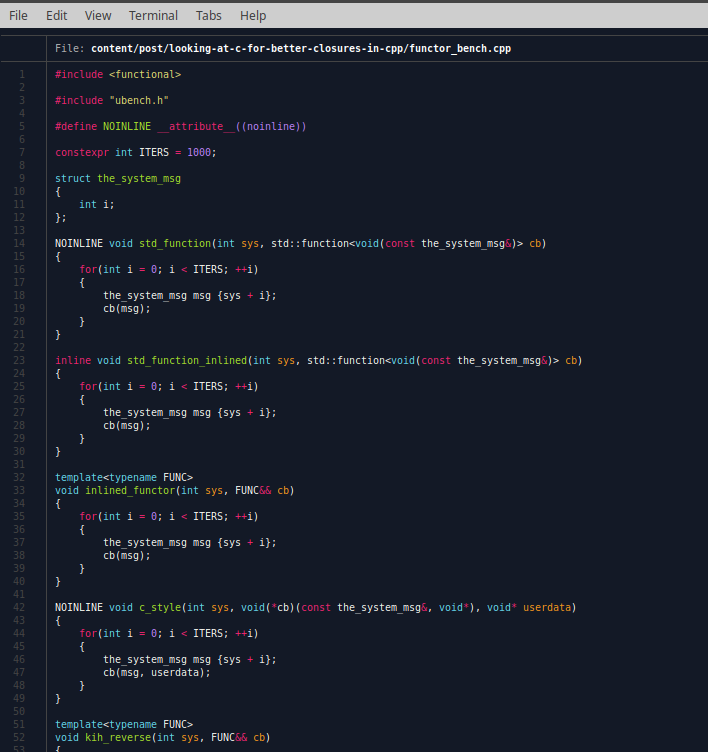 File Edit View Terminal Tabs Help
File: content/post/looking-at-c-for-better-closures-in-cpp/functor_bench.cpp
1 #include <functional>
2
3 #include "ubench.h"
4
5 #define NOINLINE __attribute__((noinline))
6
7 constexpr int ITERS = 1000;
8
9 struct the_system_msg
10 {
11     int i;
12 };
13
14 NOINLINE void std_function(int sys, std::function<void(const the_system_msg&)> cb)
15 {
16     for(int i = 0; i < ITERS; ++i)
17     {
18         the_system_msg msg {sys + i};
19         cb(msg);
20     }
21 }
22
23 inline void std_function_inlined(int sys, std::function<void(const the_system_msg&)> cb)
24 {
25     for(int i = 0; i < ITERS; ++i)
26     {
27         the_system_msg msg {sys + i};
28         cb(msg);
29     }
30 }
31
32 template<typename FUNC>
33 void inlined_functor(int sys, FUNC&& cb)
34 {
35     for(int i = 0; i < ITERS; ++i)
36     {
37         the_system_msg msg {sys + i};
38         cb(msg);
39     }
40 }
41
42 NOINLINE void c_style(int sys, void(*cb)(const the_system_msg&, void*), void* userdata)
43 {
44     for(int i = 0; i < ITERS; ++i)
45     {
46         the_system_msg msg {sys + i};
47         cb(msg, userdata);
48     }
49 }
50
51 template<typename FUNC>
52 void kih_reverse(int sys, FUNC&& cb)
53 {